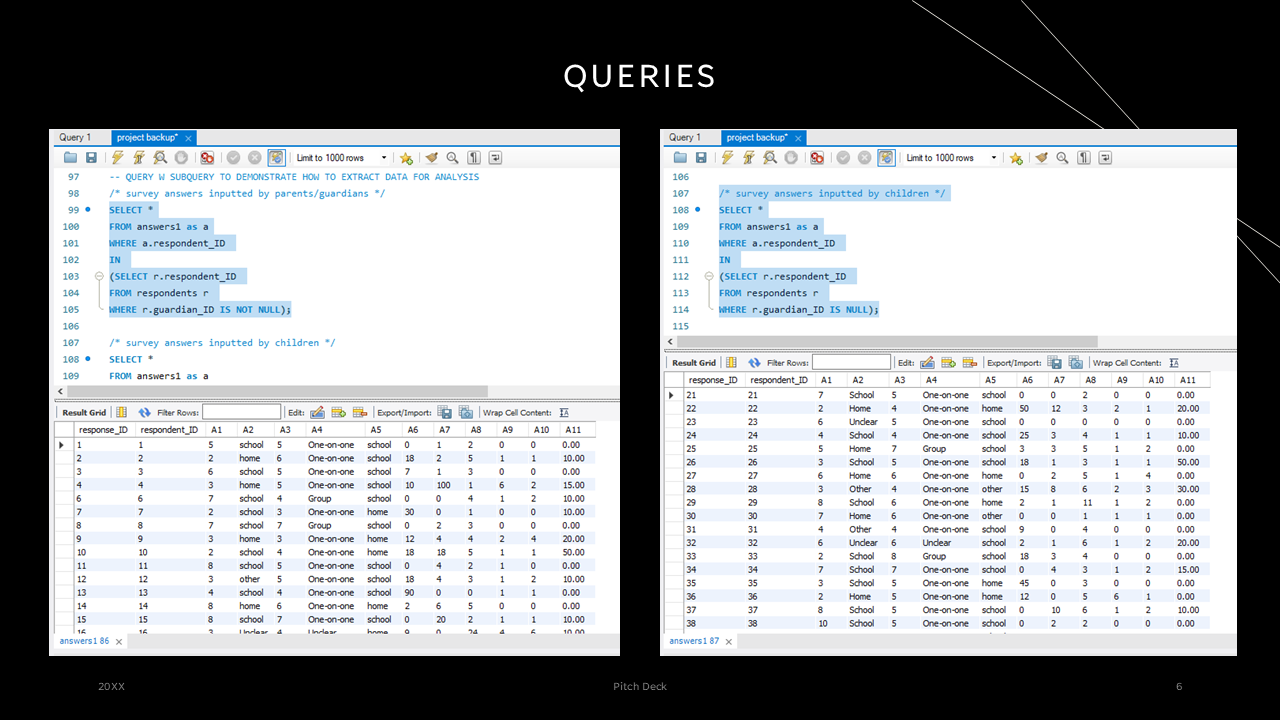 QUERIES
Query 1 project backup*
Limit to 1000 rows
97 -- QUERY W SUBQUERY TO DEMONSTRATE HOW TO EXTRACT DATA FOR ANALYSIS
98 /* survey answers inputted by parents/guardians */
99 SELECT *
100 FROM answers1 as a
101 WHERE a.respondent_ID
102 IN
103 (SELECT r.respondent_ID
104 FROM respondents r
105 WHERE r.guardian_ID IS NOT NULL);
106
107 /* survey answers inputted by children */
108 SELECT *
109 FROM answers1 as a
Result Grid Filter Rows: Edit: Export/Import: Wrap Cell Content:
response_ID respondent_ID A1 A2 A3 A4 A5 A6 A7 A8 A9 A10 A11
1 1 5 school 5 One-on-one school 0 1 2 0 0 0.00
2 2 2 home 6 One-on-one school 18 2 5 1 1 10.00
3 3 6 school 5 One-on-one school 7 1 3 0 0 0.00
4 4 3 home 5 One-on-one school 10 100 1 6 2 15.00
6 6 7 school 4 Group school 0 0 4 1 2 10.00
7 7 2 school 3 One-on-one home 30 0 1 0 0 10.00
8 8 7 school 7 Group school 0 2 3 0 0 0.00
9 9 3 home 3 One-on-one home 12 4 4 2 4 20.00
10 10 2 school 4 One-on-one home 18 18 5 1 1 50.00
11 11 8 school 5 One-on-one school 0 4 2 1 0 0.00
12 12 3 other 5 One-on-one school 18 4 3 1 2 10.00
13 13 4 school 4 One-on-one school 90 0 0 1 1 0.00
14 14 8 home 6 One-on-one home 2 6 5 0 0 0.00
15 15 8 school 7 One-on-one school 0 20 2 1 1 10.00
16 16 3 Unclear 4 Unclear home 9 0 24 4 6 10.00
answers1 86
Query 1 project backup*
Limit to 1000 rows
106
107 /* survey answers inputted by children */
108 SELECT *
109 FROM answers1 as a
110 WHERE a.respondent_ID
111 IN
112 (SELECT r.respondent_ID
113 FROM respondents r
114 WHERE r.guardian_ID IS NULL);
115
Result Grid Filter Rows: Edit: Export/Import: Wrap Cell Content:
response_ID respondent_ID A1 A2 A3 A4 A5 A6 A7 A8 A9 A10 A11
21 21 7 School 5 One-on-one school 0 0 2 0 0 0.00
22 22 2 Home 4 One-on-one home 50 12 3 2 1 20.00
23 23 6 Unclear 5 One-on-one school 0 0 0 0 0 0.00
24 24 4 School 4 One-on-one school 25 3 4 1 1 10.00
25 25 5 Home 7 Group school 3 3 5 1 2 0.00
26 26 3 School 5 One-on-one school 18 1 3 1 1 50.00
27 27 6 Home 6 One-on-one home 0 2 5 1 4 0.00
28 28 3 Other 4 One-on-one other 15 8 6 2 3 30.00
29 29 8 School 6 One-on-one home 2 1 11 1 2 0.00
30 30 7 Home 6 One-on-one other 0 0 1 1 1 0.00
31 31 4 Other 4 One-on-one school 9 0 4 0 0 0.00
32 32 6 Unclear 6 Unclear school 2 1 6 1 2 20.00
33 33 2 School 8 Group school 18 3 4 0 0 0.00
34 34 7 School 7 One-on-one school 0 4 3 1 1 15.00
35 35 3 School 5 One-on-one home 45 0 3 0 0 0.00
36 36 2 Home 5 One-on-one home 12 0 5 6 1 0.00
37 37 8 School 5 One-on-one school 0 10 6 1 2 10.00
38 38 10 School 5 One-on-one school 0 2 2 0 0 0.00
answers1 87
20XX Pitch Deck 6